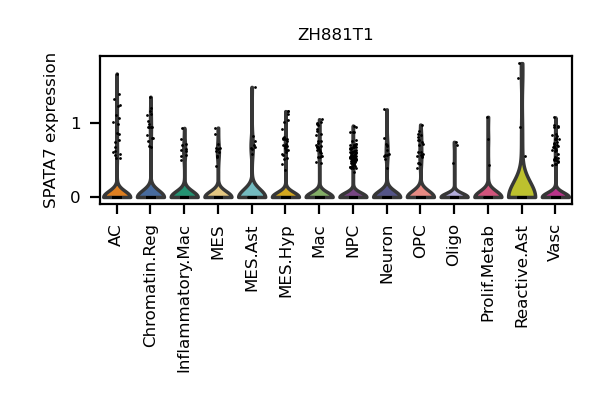 ZH881T1
SPATA7 expression
1
0
AC
Chromatin.Reg
Inflammatory.Mac
MES
MES.Ast
MES.Hyp
Mac
NPC
Neuron
OPC
Oligo
Prolif.Metab
Reactive.Ast
Vasc